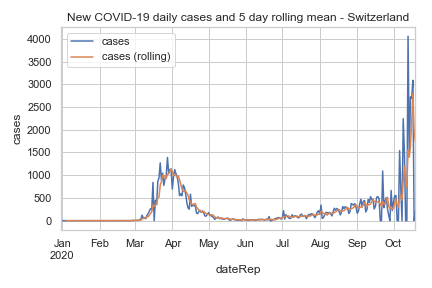 New COVID-19 daily cases and 5 day rolling mean - Switzerland
cases
cases (rolling)
4000
3500
3000
2500
2000
1500
1000
500
0
cases
Jan Feb Mar Apr May Jun Jul Aug Sep Oct
2020
dateRep